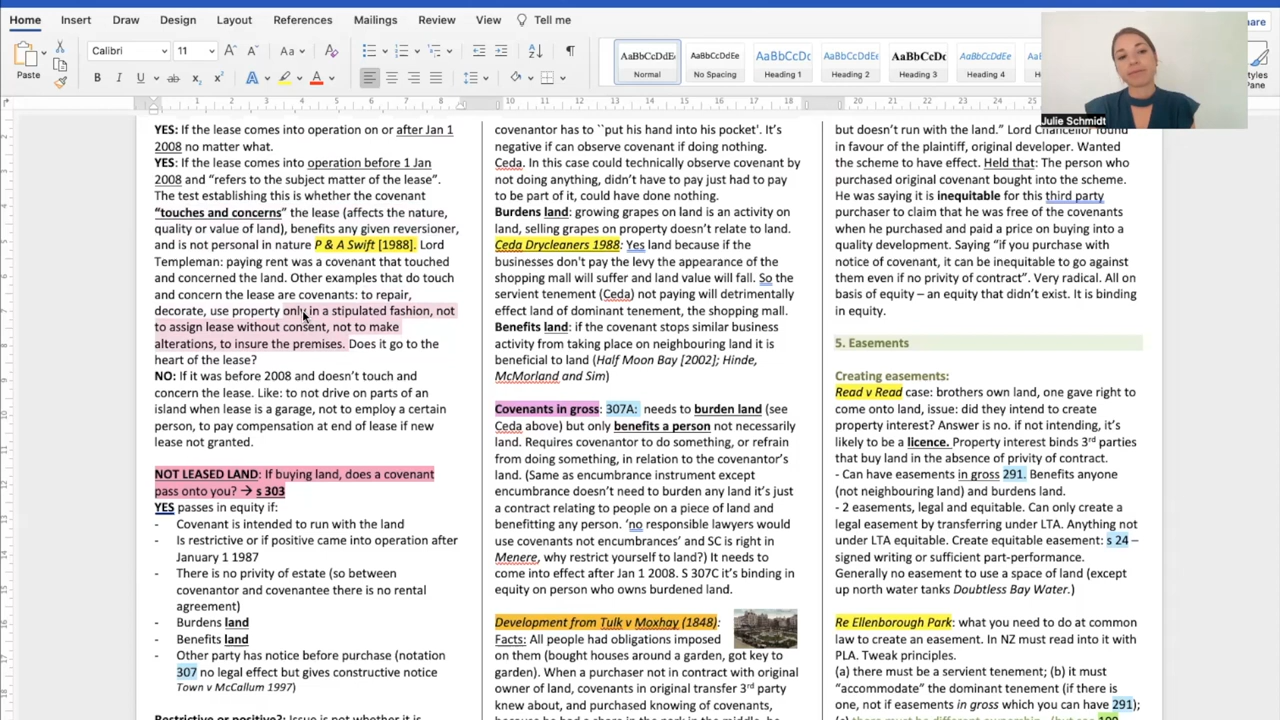 Home Insert Draw Design Layout References Mailings Review View Tell me
Paste
Calibri 11
Normal No Spacing Heading 1 Heading 2 Heading 3 Heading 4
Styles
Pane
Julie Schmidt
YES: If the lease comes into operation on or after Jan 1
2008 no matter what.
YES: If the lease comes into operation before 1 Jan
2008 and “refers to the subject matter of the lease”.
The test establishing this is whether the covenant
“touches and concerns” the lease (affects the nature,
quality or value of land), benefits any given reversioner,
and is not personal in nature P & A Swift [1988]. Lord
Templeman: paying rent was a covenant that touched
and concerned the land. Other examples that do touch
and concern the lease are covenants: to repair,
decorate, use property only in a stipulated fashion, not
to assign lease without consent, not to make
alterations, to insure the premises. Does it go to the
heart of the lease?
NO: If it was before 2008 and doesn’t touch and
concern the lease. Like: to not drive on parts of an
island when lease is a garage, not to employ a certain
person, to pay compensation at end of lease if new
lease not granted.
NOT LEASED LAND: If buying land, does a covenant
pass onto you? → s 303
YES passes in equity if:
- Covenant is intended to run with the land
- Is restrictive or if positive came into operation after
January 1 1987
- There is no privity of estate (so between
covenantor and covenantee there is no rental
agreement)
- Burdens land
- Benefits land
- Other party has notice before purchase (notation
307 no legal effect but gives constructive notice
Town v McCallum 1997)
Restrictive or positive? Issue is not whether it is
covenantor has to ``put his hand into his pocket'. It’s
negative if can observe covenant if doing nothing.
Ceda. In this case could technically observe covenant by
not doing anything, didn’t have to pay just had to pay
to be part of it, could have done nothing.
Burdens land: growing grapes on land is an activity on
land, selling grapes on property doesn’t relate to land.
Ceda Drycleaners 1988: Yes land because if the
businesses don't pay the levy the appearance of the
shopping mall will suffer and land value will fall. So the
servient tenement (Ceda) not paying will detrimentally
effect land of dominant tenement, the shopping mall.
Benefits land: if the covenant stops similar business
activity from taking place on neighbouring land it is
beneficial to land (Half Moon Bay [2002]; Hinde,
McMorland and Sim)
Covenants in gross: 307A: needs to burden land (see
Ceda above) but only benefits a person not necessarily
land. Requires covenantor to do something, or refrain
from doing something, in relation to the covenantor’s
land. (Same as encumbrance instrument except
encumbrance doesn’t need to burden any land it’s just
a contract relating to people on a piece of land and
benefitting any person. ‘no responsible lawyers would
use covenants not encumbrances’ and SC is right in
Menere, why restrict yourself to land?) It needs to
come into effect after Jan 1 2008. S 307C it’s binding in
equity on person who owns burdened land.
Development from Tulk v Moxhay (1848):
Facts: All people had obligations imposed
on them (bought houses around a garden, got key to
garden). When a purchaser not in contract with original
owner of land, covenants in original transfer 3rd party
knew about, and purchased knowing of covenants,
but doesn’t run with the land.” Lord Chancellor found
in favour of the plaintiff, original developer. Wanted
the scheme to have effect. Held that: The person who
purchased original covenant bought into the scheme.
He was saying it is inequitable for this third party
purchaser to claim that he was free of the covenants
when he purchased and paid a price on buying into a
quality development. Saying “if you purchase with
notice of covenant, it can be inequitable to go against
them even if no privity of contract”. Very radical. All on
basis of equity – an equity that didn’t exist. It is binding
in equity.
5. Easements
Creating easements:
Read v Read case: brothers own land, one gave right to
come onto land, issue: did they intend to create
property interest? Answer is no. if not intending, it’s
likely to be a licence. Property interest binds 3rd parties
that buy land in the absence of privity of contract.
- Can have easements in gross 291. Benefits anyone
(not neighbouring land) and burdens land.
- 2 easements, legal and equitable. Can only create a
legal easement by transferring under LTA. Anything not
under LTA equitable. Create equitable easement: s 24 –
signed writing or sufficient part-performance.
Generally no easement to use a space of land (except
up north water tanks Doubtless Bay Water.)
Re Ellenborough Park: what you need to do at common
law to create an easement. In NZ must read into it with
PLA. Tweak principles.
(a) there must be a servient tenement; (b) it must
“accommodate” the dominant tenement (if there is
one, not if easements in gross which you can have 291);